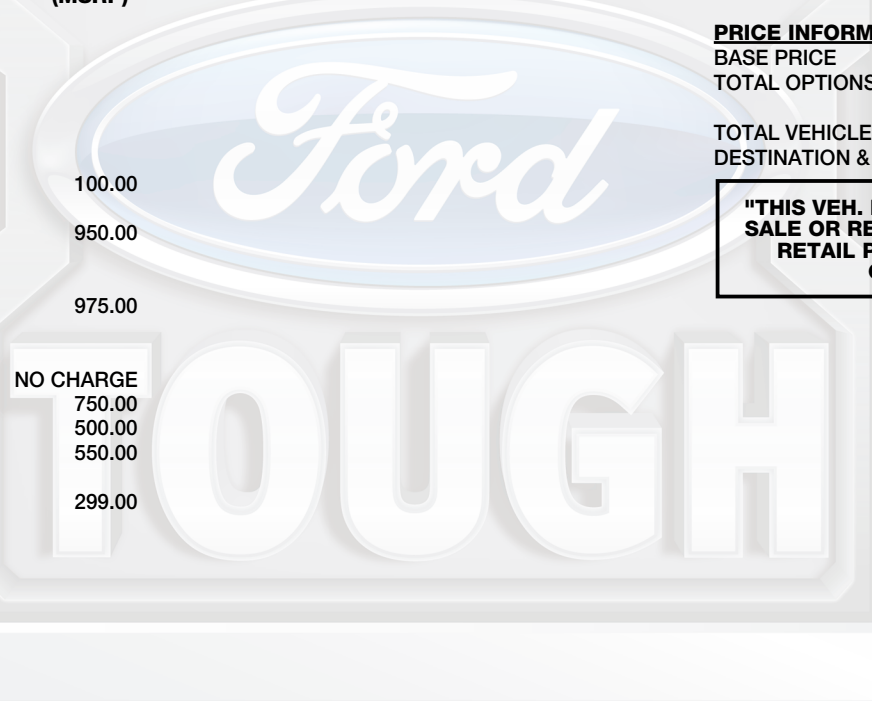 (MSRP)
100.00
950.00
975.00
NO CHARGE
750.00
500.00
550.00
299.00
PRICE INFORM
BASE PRICE
TOTAL OPTIONS
TOTAL VEHICLE
DESTINATION &
"THIS VEH.
SALE OR RE
RETAIL P
Ford
TOUGH